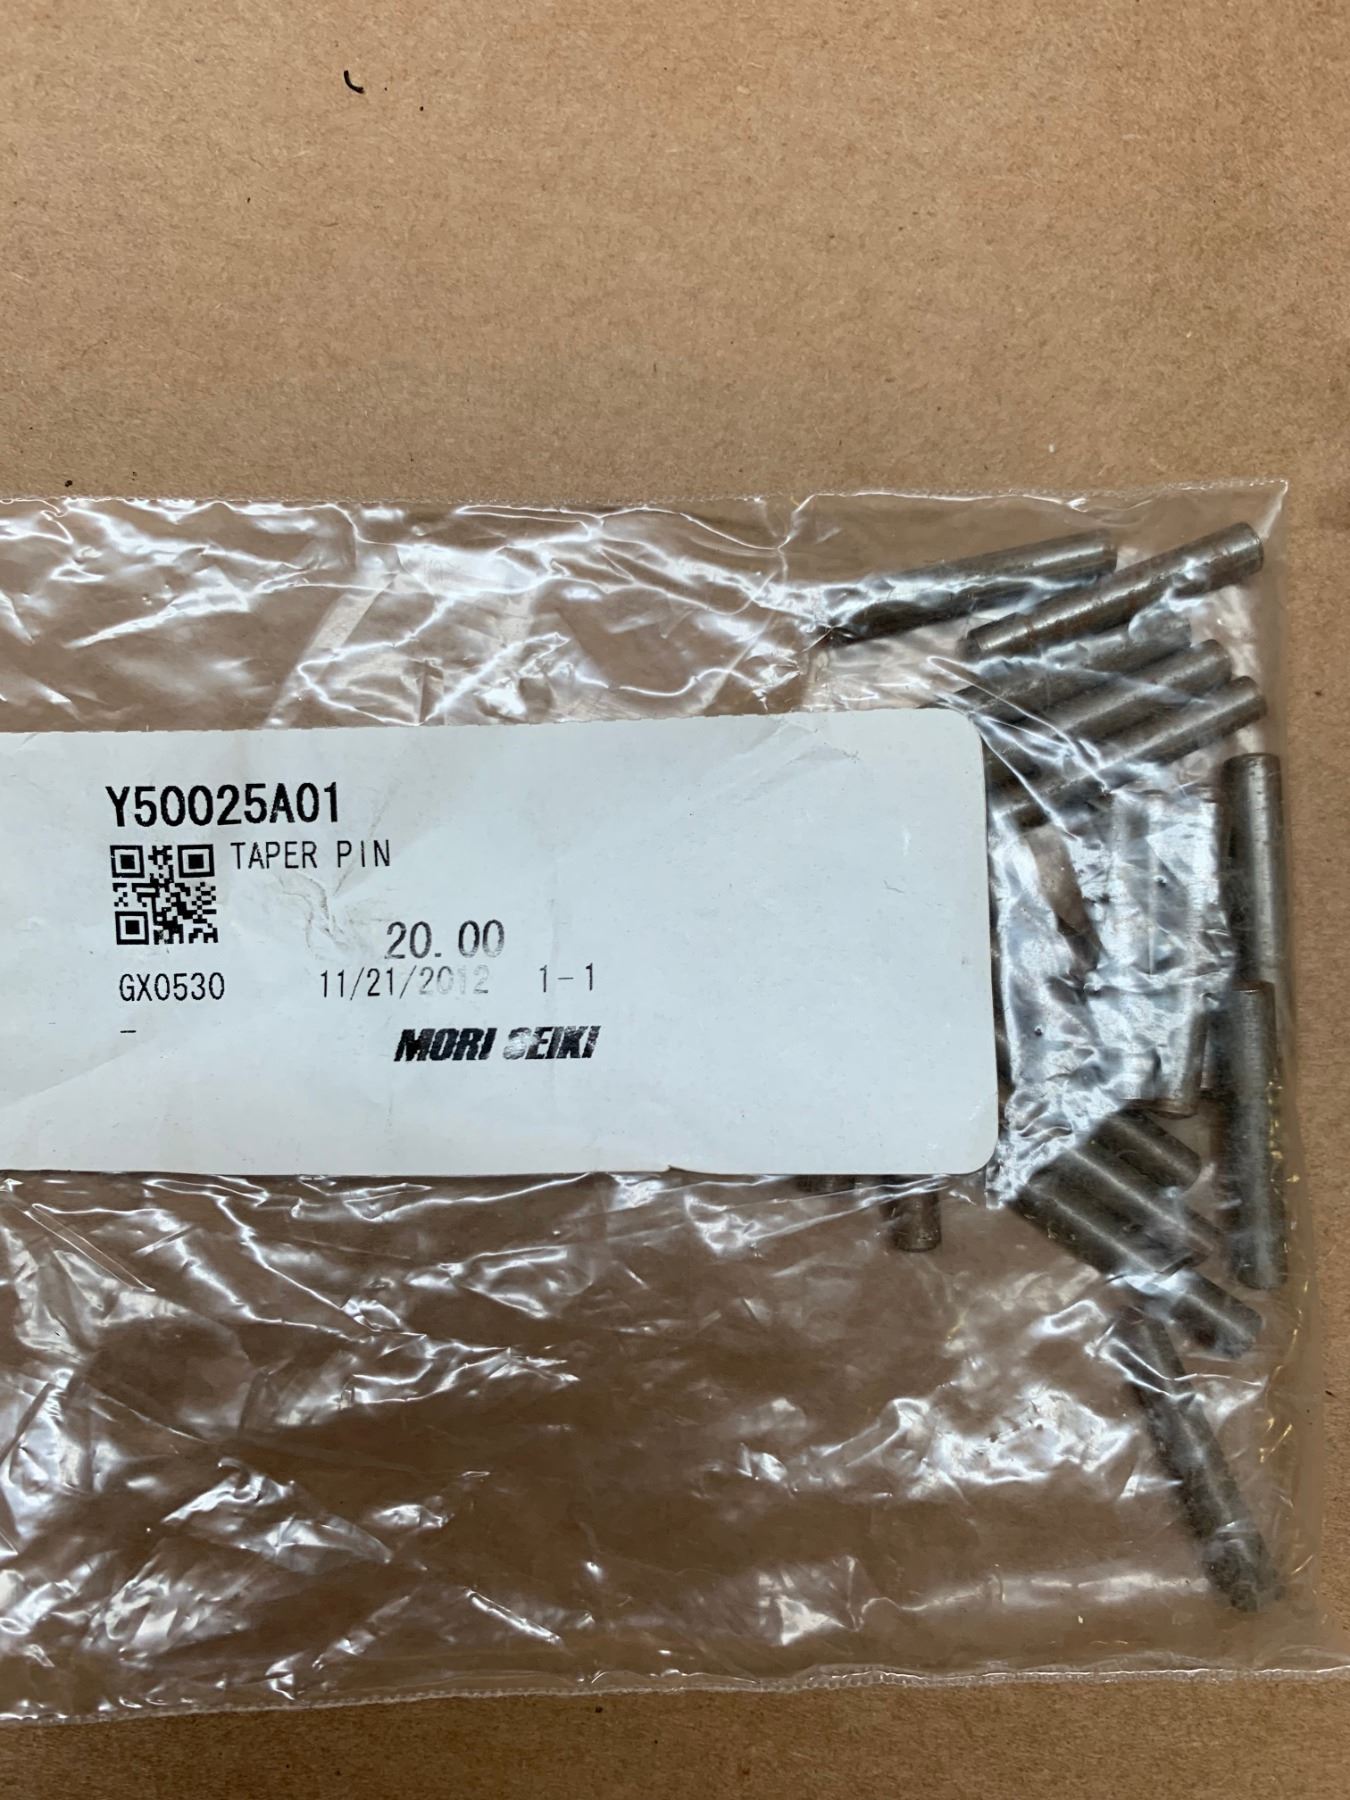 Y50025A01
TAPER PIN
20.00
GX0530 11/21/2012 1-1
-
MORI SEIKI